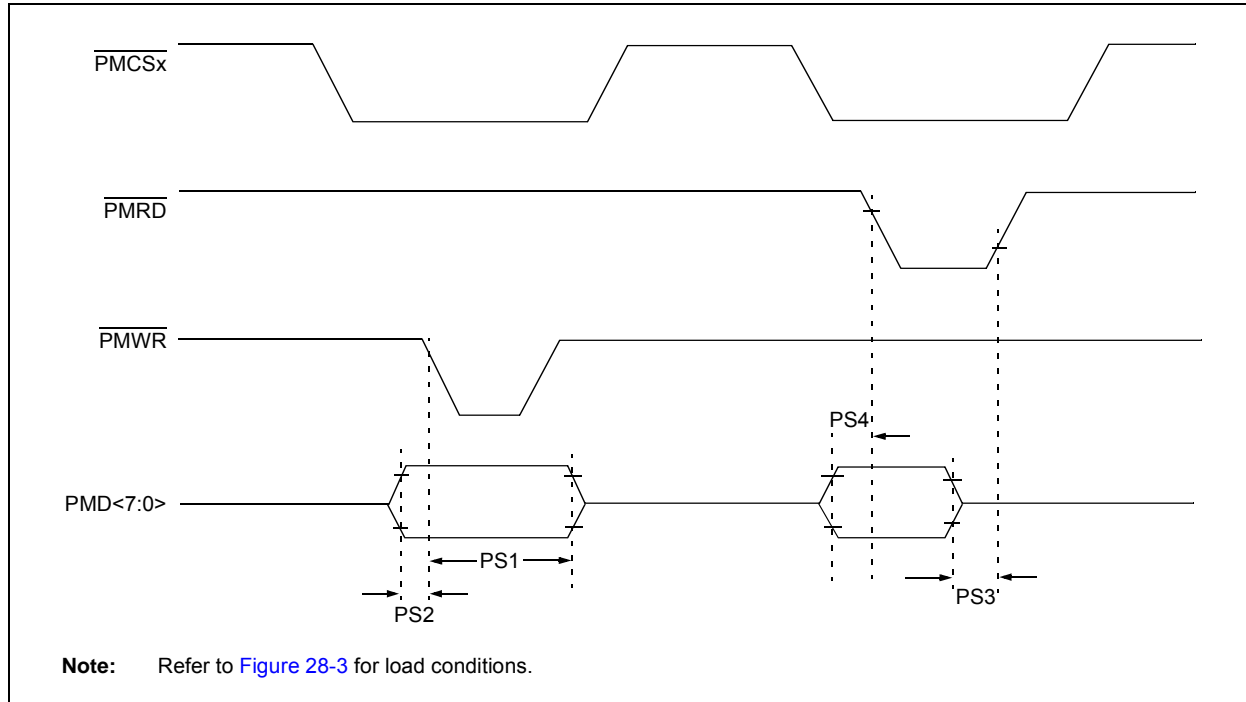 PMCSx
PMRD
PMWR
PS4
PMD<7:0>
PS1
PS2
PS3
Note: Refer to Figure 28-3 for load conditions.